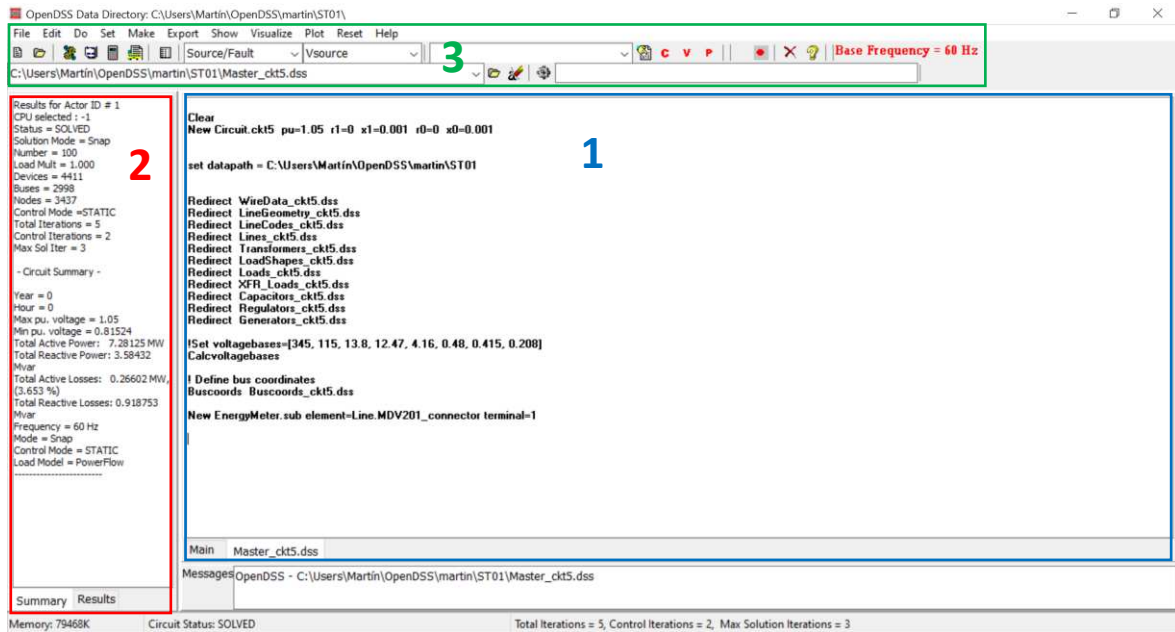 OpenDSS Data Directory: C:\Users\Martín\OpenDSS\martin\ST01\
File Edit Do Set Make Export Show Visualize Plot Reset Help
Source/Fault Vsource C V P Base Frequency = 60 Hz
3
C:\Users\Martín\OpenDSS\martin\ST01\Master_ckt5.dss
Results for Actor ID # 1
CPU selected : -1
Status = SOLVED
Solution Mode = Snap
Number = 100
Load Mult = 1.000
Devices = 4411
Buses = 2998
Nodes = 3437
Control Mode =STATIC
Total Iterations = 5
Control Iterations = 2
Max Sol Iter = 3
- Circuit Summary -
Year = 0
Hour = 0
Max pu. voltage = 1.05
Min pu. voltage = 0.81524
Total Active Power: 7.28125 MW
Total Reactive Power: 3.58432
Mvar
Total Active Losses: 0.26602 MW,
(3.653 %)
Total Reactive Losses: 0.918753
Mvar
Frequency = 60 Hz
Mode = Snap
Control Mode = STATIC
Load Model = PowerFlow
-------------------------
2
Summary Results
1
Clear
New Circuit.ckt5 pu=1.05 r1=0 x1=0.001 r0=0 x0=0.001
set datapath = C:\Users\Martín\OpenDSS\martin\ST01
Redirect WireData_ckt5.dss
Redirect LineGeometry_ckt5.dss
Redirect LineCodes_ckt5.dss
Redirect Lines_ckt5.dss
Redirect Transformers_ckt5.dss
Redirect LoadShapes_ckt5.dss
Redirect Loads_ckt5.dss
Redirect XFR_Loads_ckt5.dss
Redirect Capacitors_ckt5.dss
Redirect Regulators_ckt5.dss
Redirect Generators_ckt5.dss
!Set voltagebases=[345, 115, 13.8, 12.47, 4.16, 0.48, 0.415, 0.208]
Calcvoltagebases
! Define bus coordinates
Buscoords Buscoords_ckt5.dss
New EnergyMeter.sub element=Line.MDV201_connector terminal=1
Main Master_ckt5.dss
Messages OpenDSS - C:\Users\Martín\OpenDSS\martin\ST01\Master_ckt5.dss
Memory: 79468K Circuit Status: SOLVED Total Iterations = 5, Control Iterations = 2, Max Solution Iterations = 3